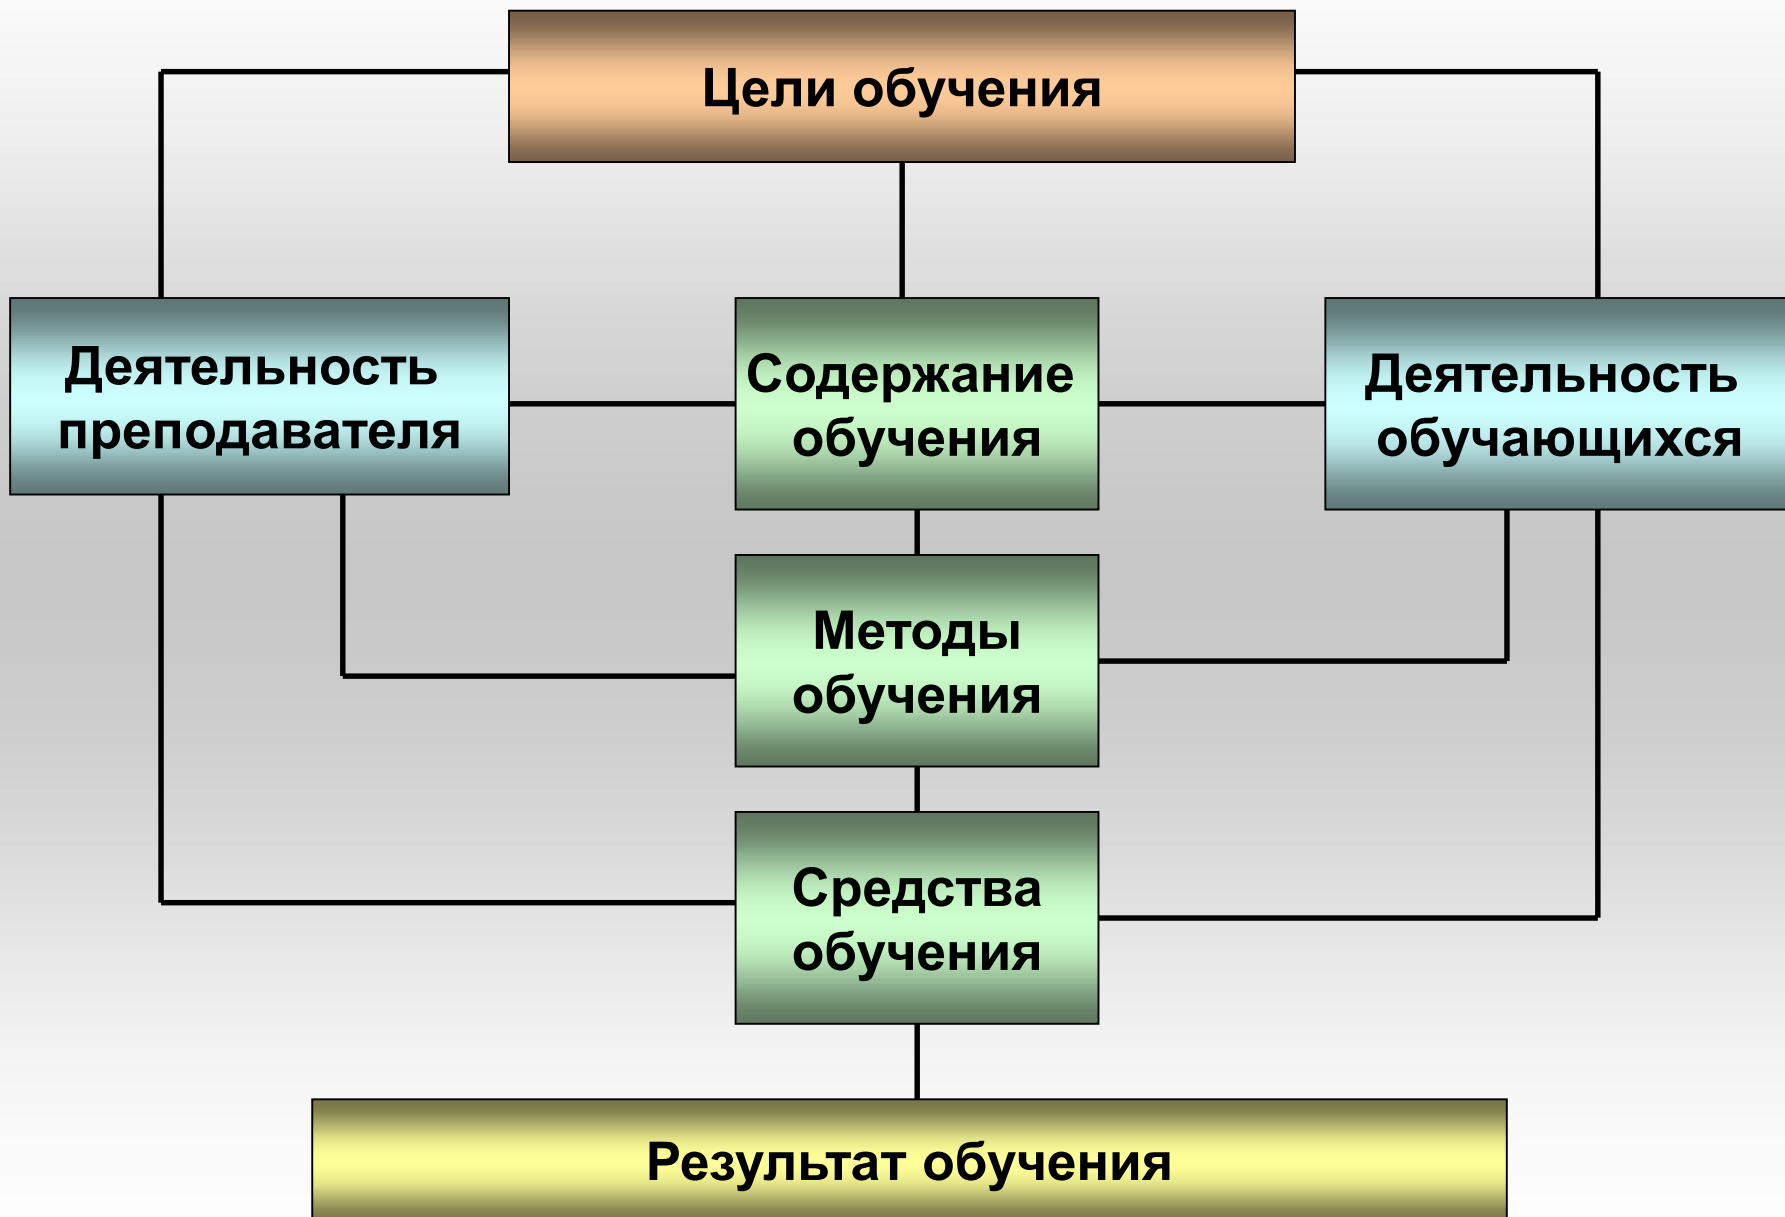 Цели обучения
Деятельность
преподавателя
Содержание
обучения
Деятельность
обучающихся
Методы
обучения
Средства
обучения
Результат обучения